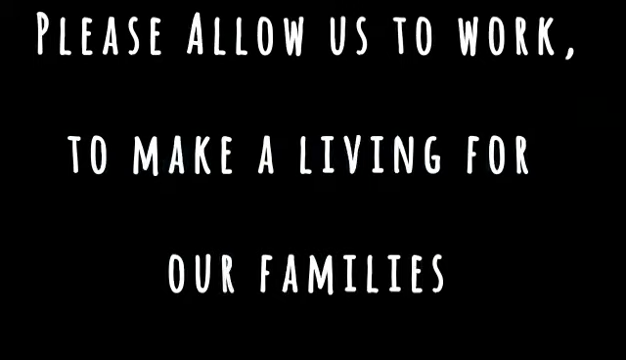 PLEASE ALLOW US TO WORK,
TO MAKE A LIVING FOR
OUR FAMILIES